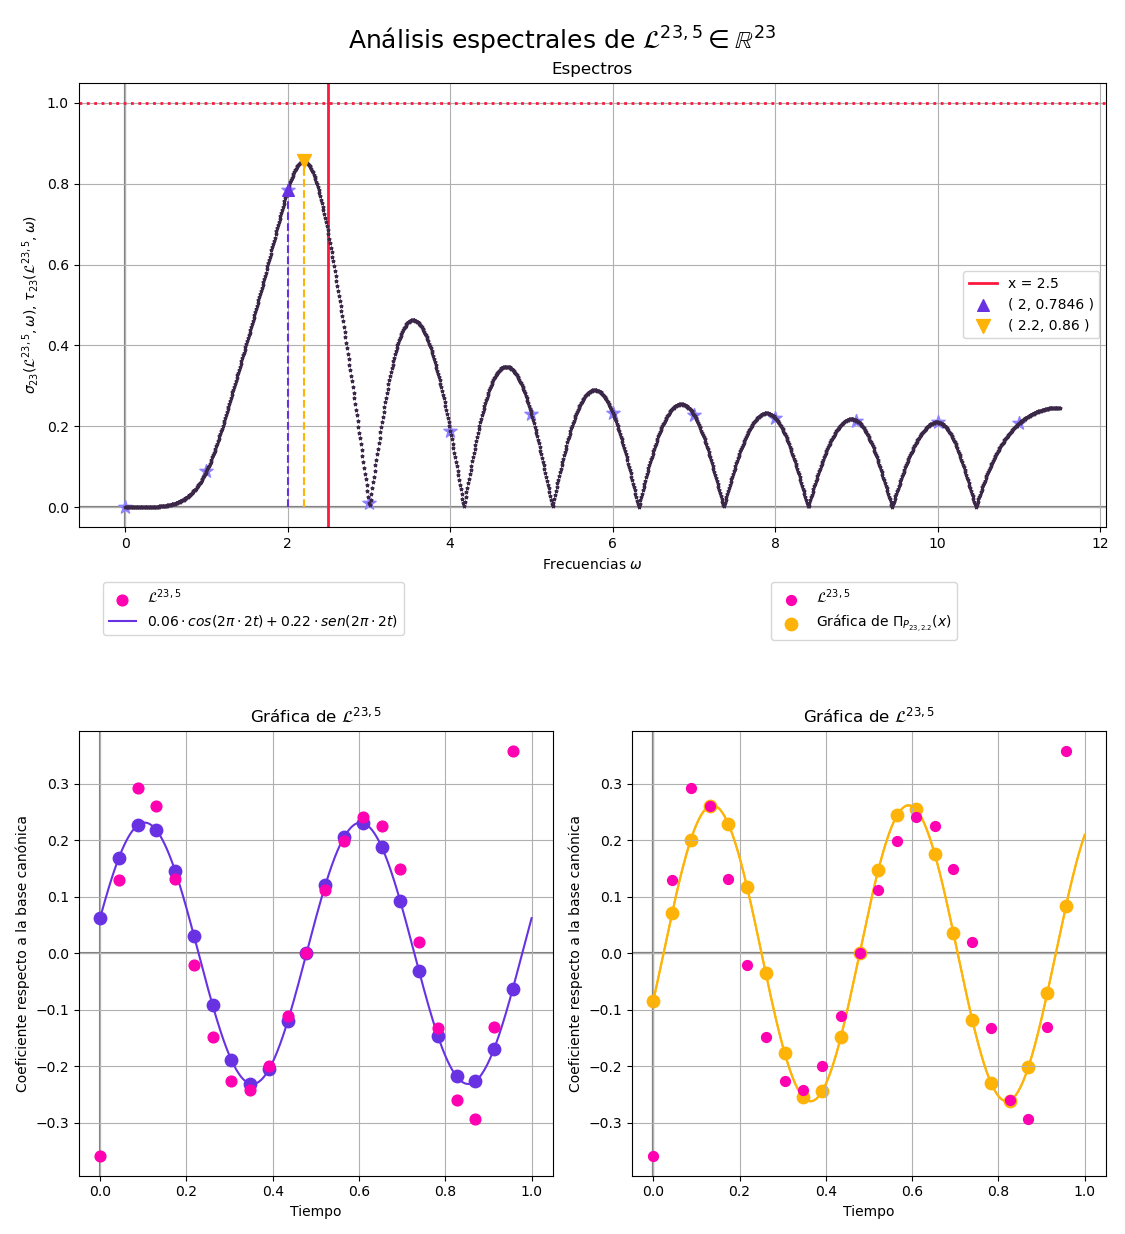 Análisis espectrales de 𝓛^{23,5} ∈ ℝ^{23}
Espectros
1.0
0.8
0.6
0.4
0.2
0.0
σ_{23}(𝓛^{23,5}, ω), τ_{23}(𝓛^{23,5}, ω)
x = 2.5
( 2, 0.7846 )
( 2.2, 0.86 )
0 2 4 6 8 10 12
Frecuencias ω
𝓛^{23,5}
0.06 · cos(2π · 2t) + 0.22 · sen(2π · 2t)
𝓛^{23,5}
Gráfica de Π_{P_{23,2.2}}(x)
Gráfica de 𝓛^{23,5}
0.3
0.2
0.1
0.0
−0.1
−0.2
−0.3
Coeficiente respecto a la base canónica
0.0 0.2 0.4 0.6 0.8 1.0
Tiempo
Gráfica de 𝓛^{23,5}
0.3
0.2
0.1
0.0
−0.1
−0.2
−0.3
Coeficiente respecto a la base canónica
0.0 0.2 0.4 0.6 0.8 1.0
Tiempo